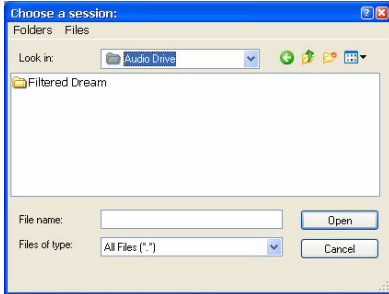 Choose a session:
Folders Files
Look in: Audio Drive
Filtered Dream
File name: Open
Files of type: All Files (*.*) Cancel